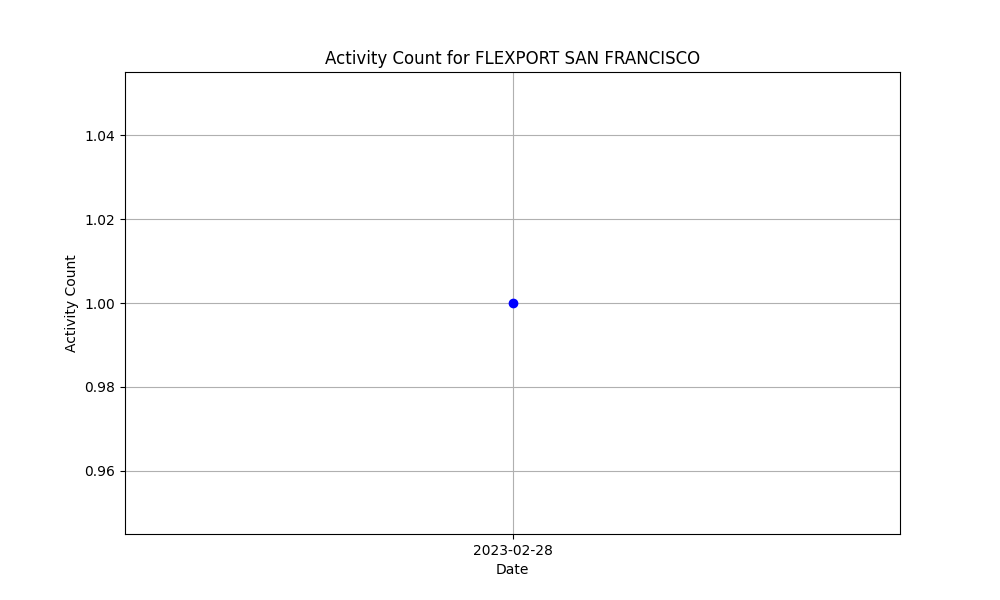 Activity Count for FLEXPORT SAN FRANCISCO
1.04
1.02
1.00
0.98
0.96
Activity Count
2023-02-28
Date